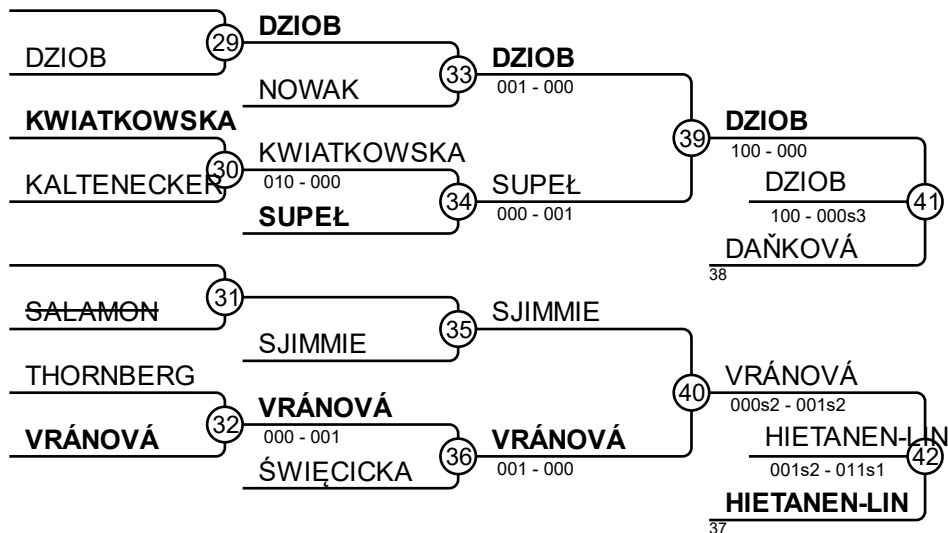 DZIOB
29
DZIOB
NOWAK
33
DZIOB
001 - 000
KWIATKOWSKA
KALTENECKER
30
KWIATKOWSKA
010 - 000
SUPEŁ
34
SUPEŁ
000 - 001
39
DZIOB
100 - 000
DZIOB
100 - 000s3
41
DAŇKOVÁ
38
SALAMON
31
SJIMMIE
35
SJIMMIE
THORNBERG
VRÁNOVÁ
32
VRÁNOVÁ
000 - 001
ŚWIĘCICKA
36
VRÁNOVÁ
001 - 000
40
VRÁNOVÁ
000s2 - 001s2
HIETANEN-LIN
001s2 - 011s1
42
HIETANEN-LIN
37